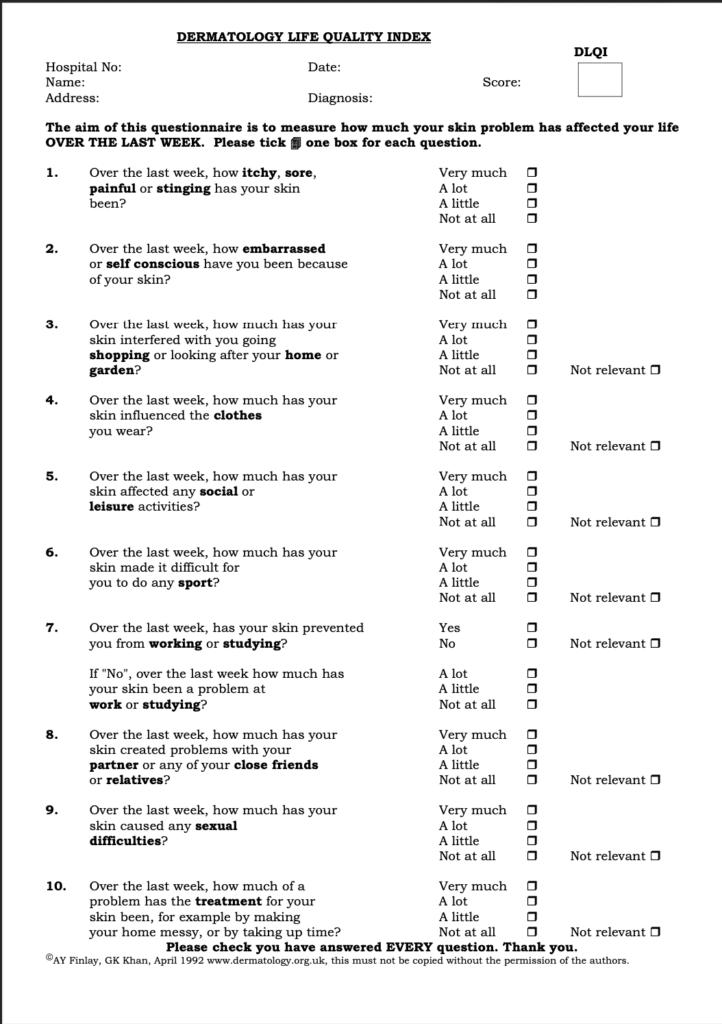 DERMATOLOGY LIFE QUALITY INDEX
DLQI
Hospital No: Date:
Name: Score:
Address: Diagnosis:
The aim of this questionnaire is to measure how much your skin problem has affected your life
OVER THE LAST WEEK. Please tick one box for each question.
1. Over the last week, how itchy, sore, Very much ❒
painful or stinging has your skin A lot ❒
been? A little ❒
Not at all ❒
2. Over the last week, how embarrassed Very much ❒
or self conscious have you been because A lot ❒
of your skin? A little ❒
Not at all ❒
3. Over the last week, how much has your Very much ❒
skin interfered with you going A lot ❒
shopping or looking after your home or A little ❒
garden? Not at all ❒ Not relevant ❒
4. Over the last week, how much has your Very much ❒
skin influenced the clothes A lot ❒
you wear? A little ❒
Not at all ❒ Not relevant ❒
5. Over the last week, how much has your Very much ❒
skin affected any social or A lot ❒
leisure activities? A little ❒
Not at all ❒ Not relevant ❒
6. Over the last week, how much has your Very much ❒
skin made it difficult for A lot ❒
you to do any sport? A little ❒
Not at all ❒ Not relevant ❒
7. Over the last week, has your skin prevented Yes ❒
you from working or studying? No ❒ Not relevant ❒
If "No", over the last week how much has A lot ❒
your skin been a problem at A little ❒
work or studying? Not at all ❒
8. Over the last week, how much has your Very much ❒
skin created problems with your A lot ❒
partner or any of your close friends A little ❒
or relatives? Not at all ❒ Not relevant ❒
9. Over the last week, how much has your Very much ❒
skin caused any sexual A lot ❒
difficulties? A little ❒
Not at all ❒ Not relevant ❒
10. Over the last week, how much of a Very much ❒
problem has the treatment for your A lot ❒
skin been, for example by making A little ❒
your home messy, or by taking up time? Not at all ❒ Not relevant ❒
Please check you have answered EVERY question. Thank you.
©AY Finlay, GK Khan, April 1992 www.dermatology.org.uk, this must not be copied without the permission of the authors.